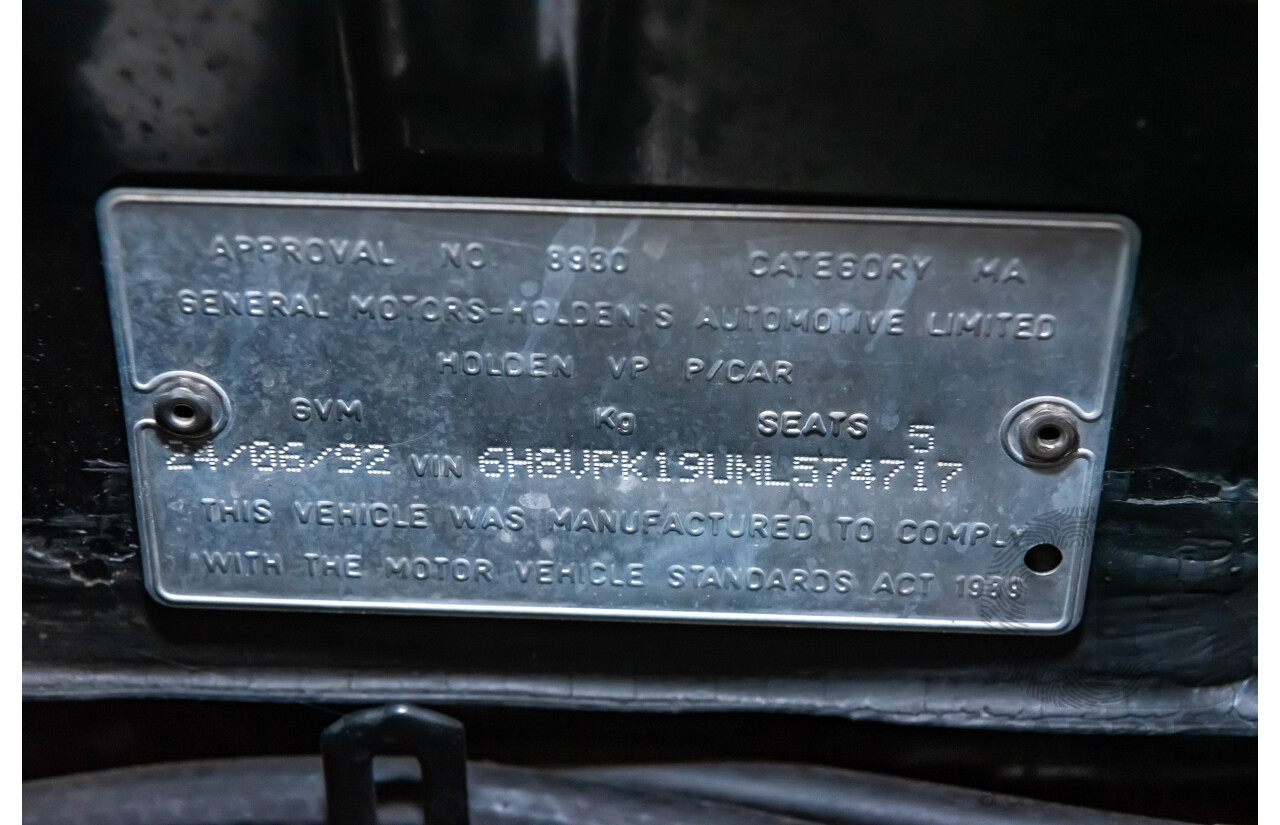 APPROVAL NO. 8930 CATEGORY MA
GENERAL MOTORS-HOLDEN'S AUTOMOTIVE LIMITED
HOLDEN VP P/CAR
GVM Kg SEATS 5
24/06/92 VIN 6H8VPK19UNL574717
THIS VEHICLE WAS MANUFACTURED TO COMPLY
WITH THE MOTOR VEHICLE STANDARDS ACT 1989